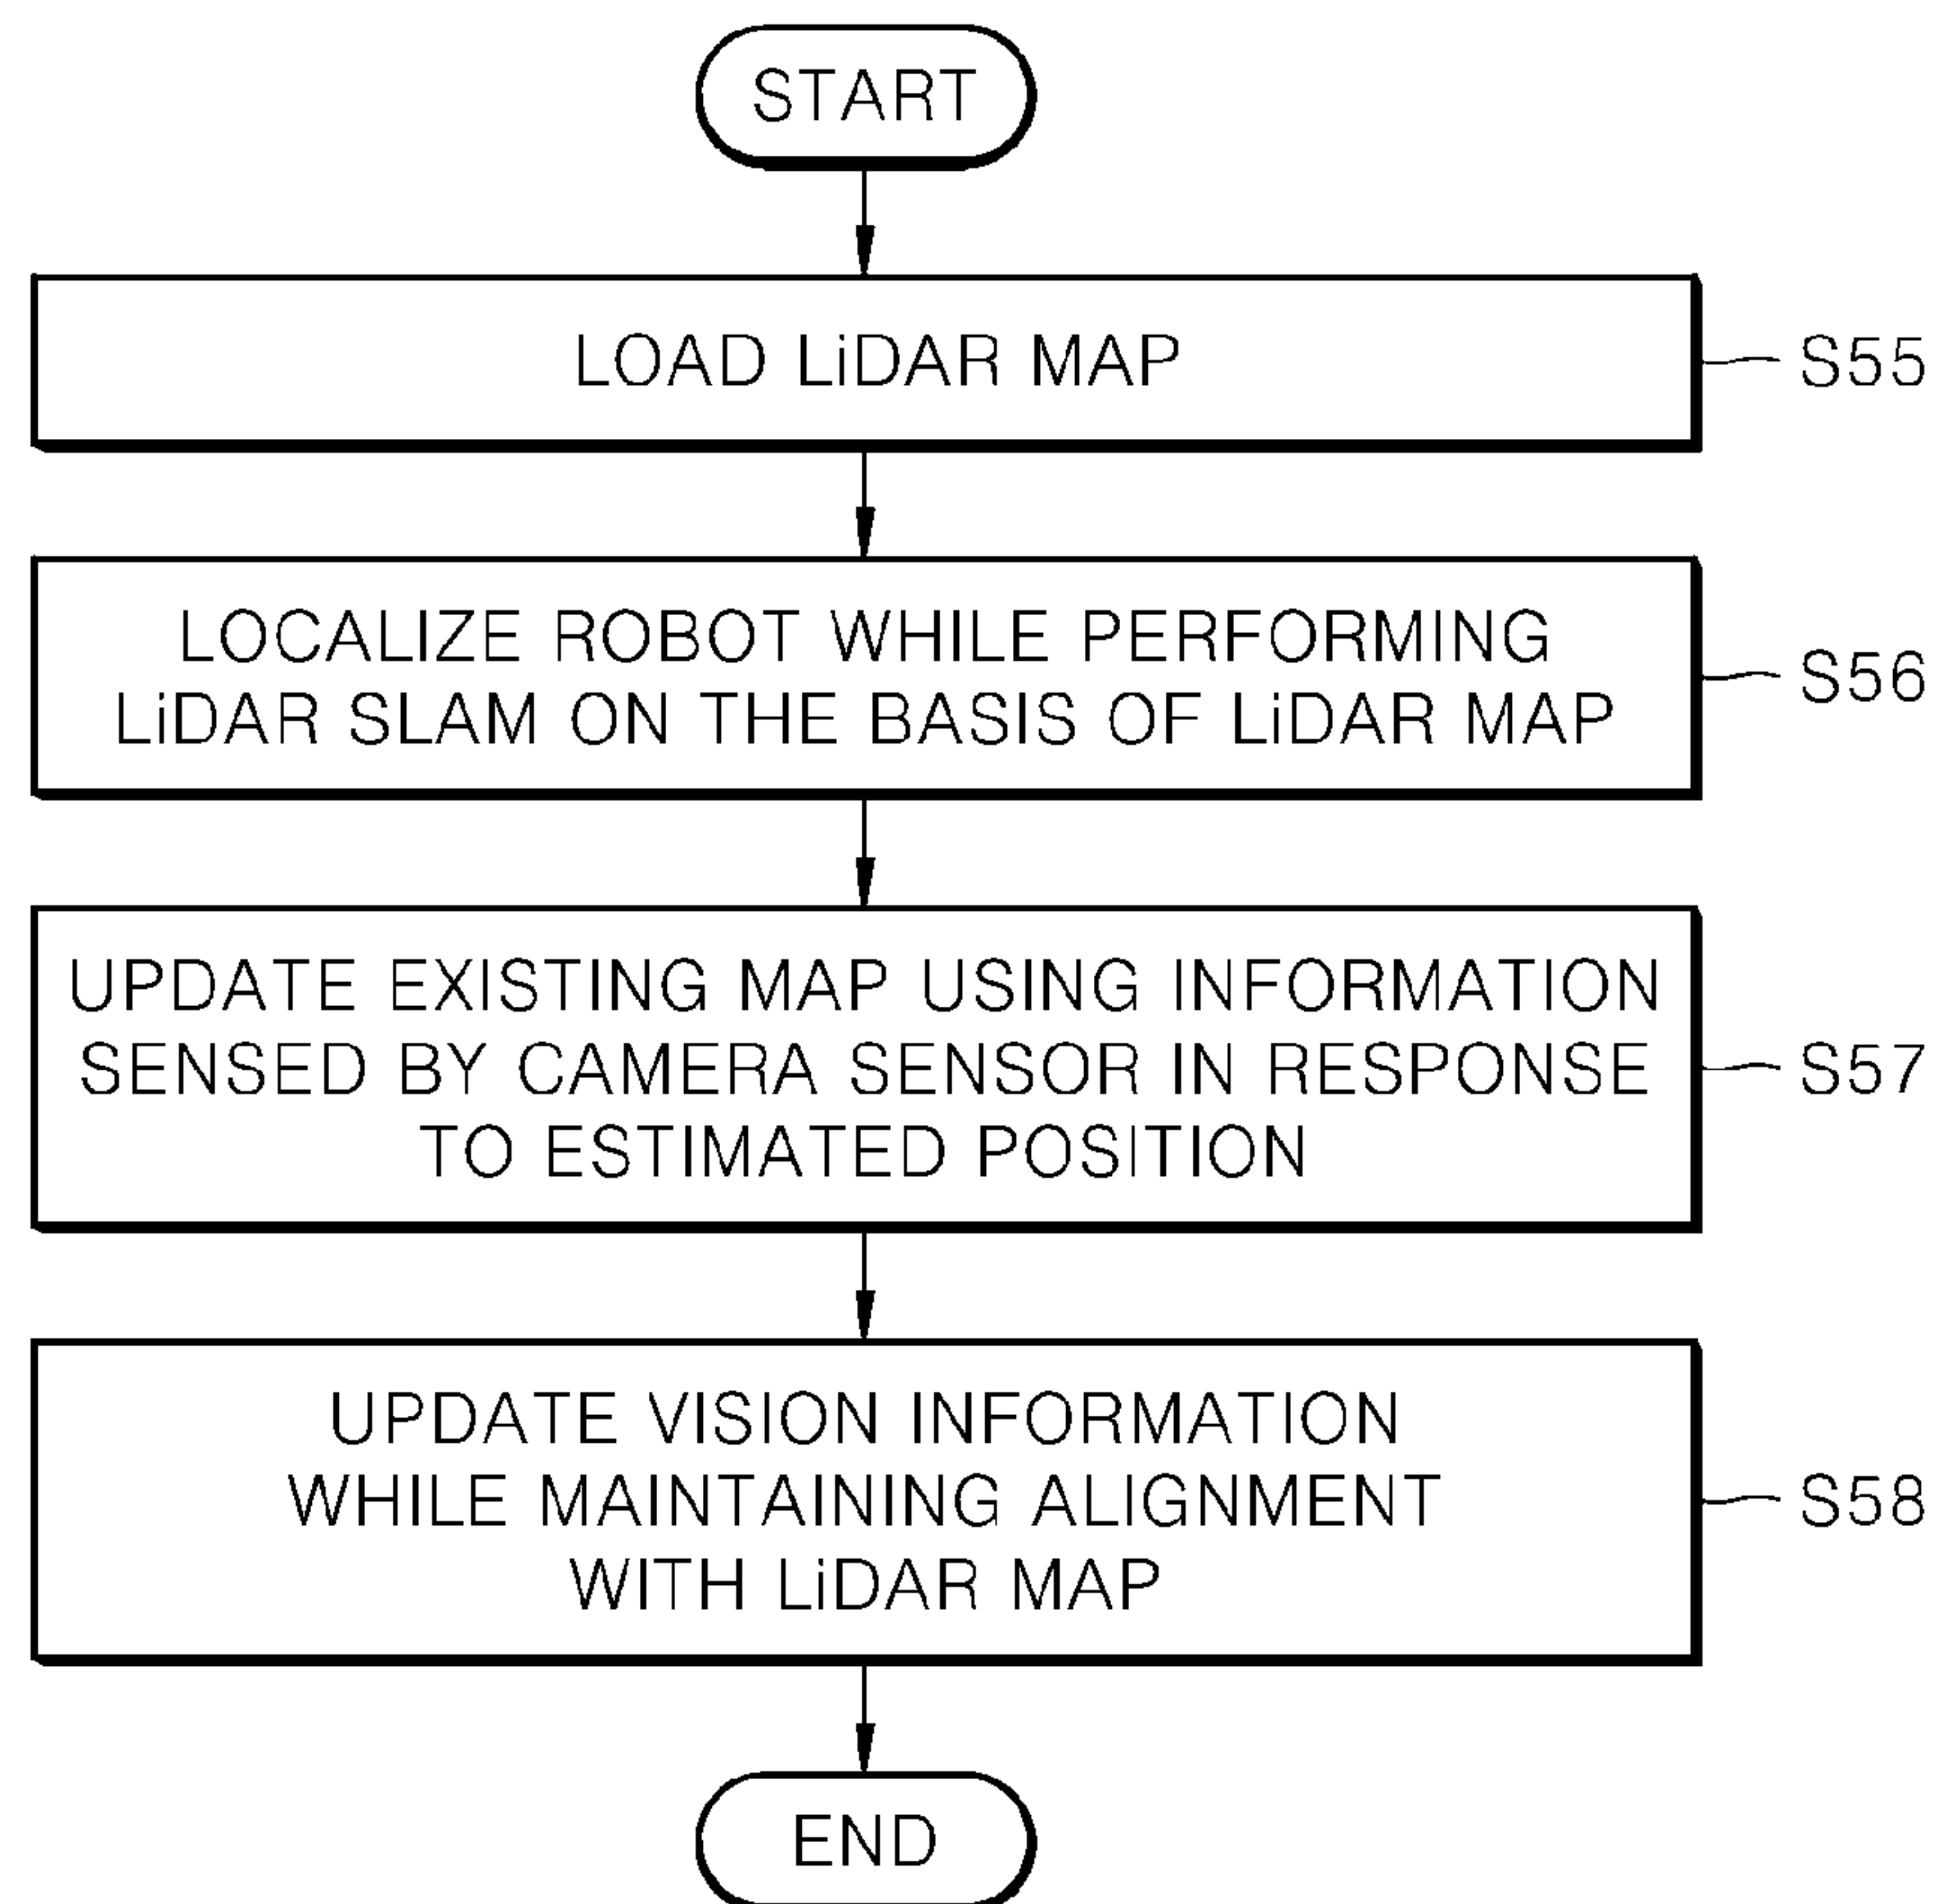 START
LOAD LiDAR MAP
S55
LOCALIZE ROBOT WHILE PERFORMING
LiDAR SLAM ON THE BASIS OF LiDAR MAP
S56
UPDATE EXISTING MAP USING INFORMATION
SENSED BY CAMERA SENSOR IN RESPONSE
TO ESTIMATED POSITION
S57
UPDATE VISION INFORMATION
WHILE MAINTAINING ALIGNMENT
WITH LiDAR MAP
S58
END